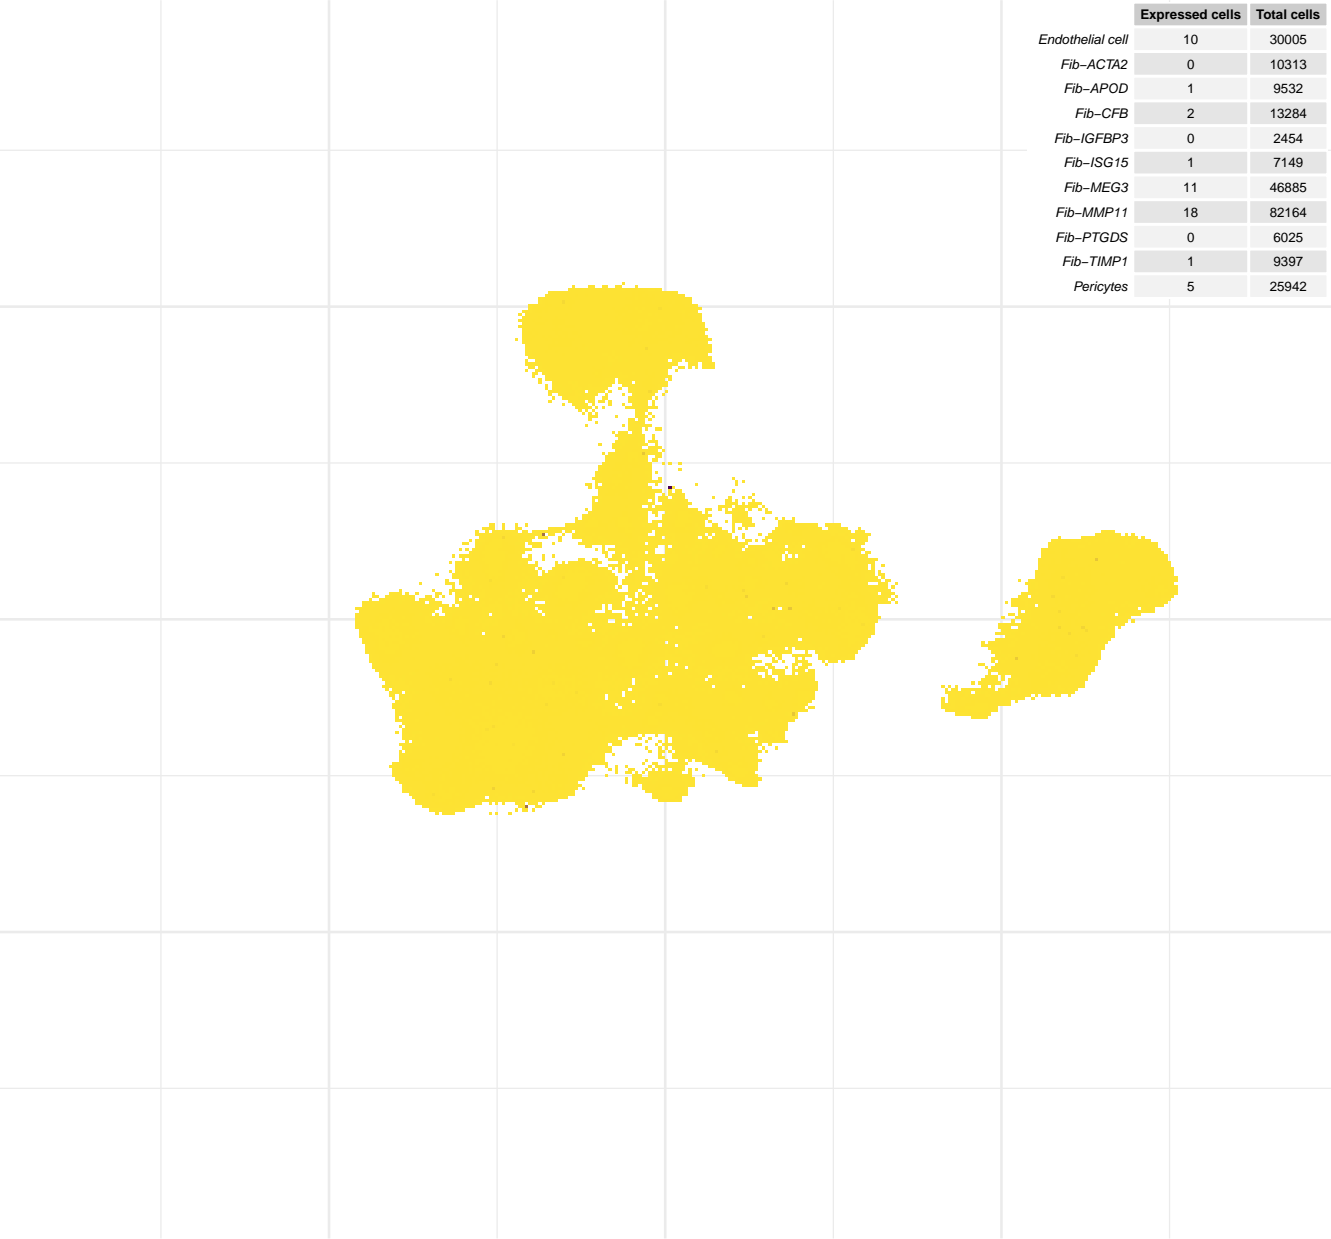 Expressed cells Total cells
Endothelial cell 10 30005
Fib−ACTA2 0 10313
Fib−APOD 1 9532
Fib−CFB 2 13284
Fib−IGFBP3 0 2454
Fib−ISG15 1 7149
Fib−MEG3 11 46885
Fib−MMP11 18 82164
Fib−PTGDS 0 6025
Fib−TIMP1 1 9397
Pericytes 5 25942